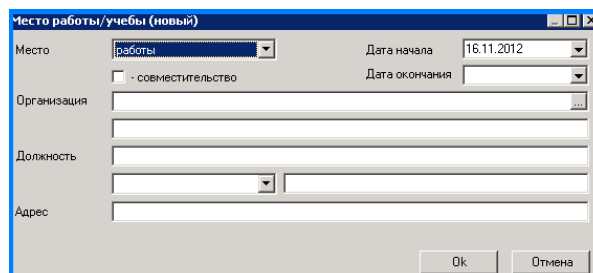 Место работы/учебы (новый)
Место работы Дата начала 16.11.2012
- совместительство Дата окончания
Организация ...
Должность
Адрес
Ok Отмена